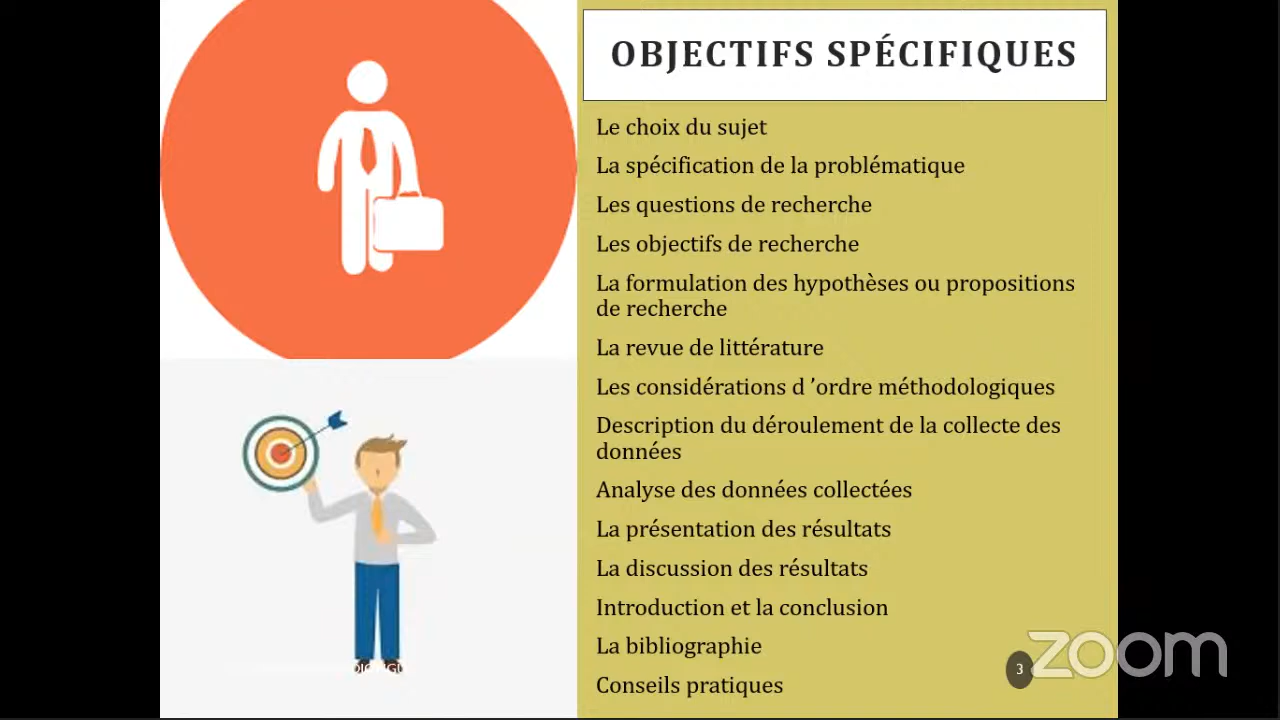 OBJECTIFS SPÉCIFIQUES
Le choix du sujet
La spécification de la problématique
Les questions de recherche
Les objectifs de recherche
La formulation des hypothèses ou propositions
de recherche
La revue de littérature
Les considérations d ’ordre méthodologiques
Description du déroulement de la collecte des
données
Analyse des données collectées
La présentation des résultats
La discussion des résultats
Introduction et la conclusion
La bibliographie
Conseils pratiques
3
zoom